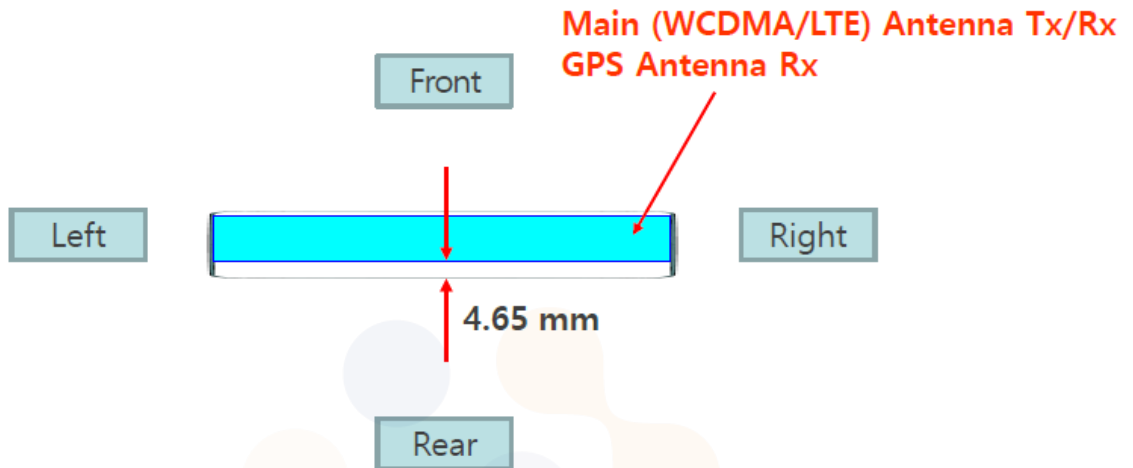 Main (WCDMA/LTE) Antenna Tx/Rx
GPS Antenna Rx
Front
Left
Right
4.65 mm
Rear